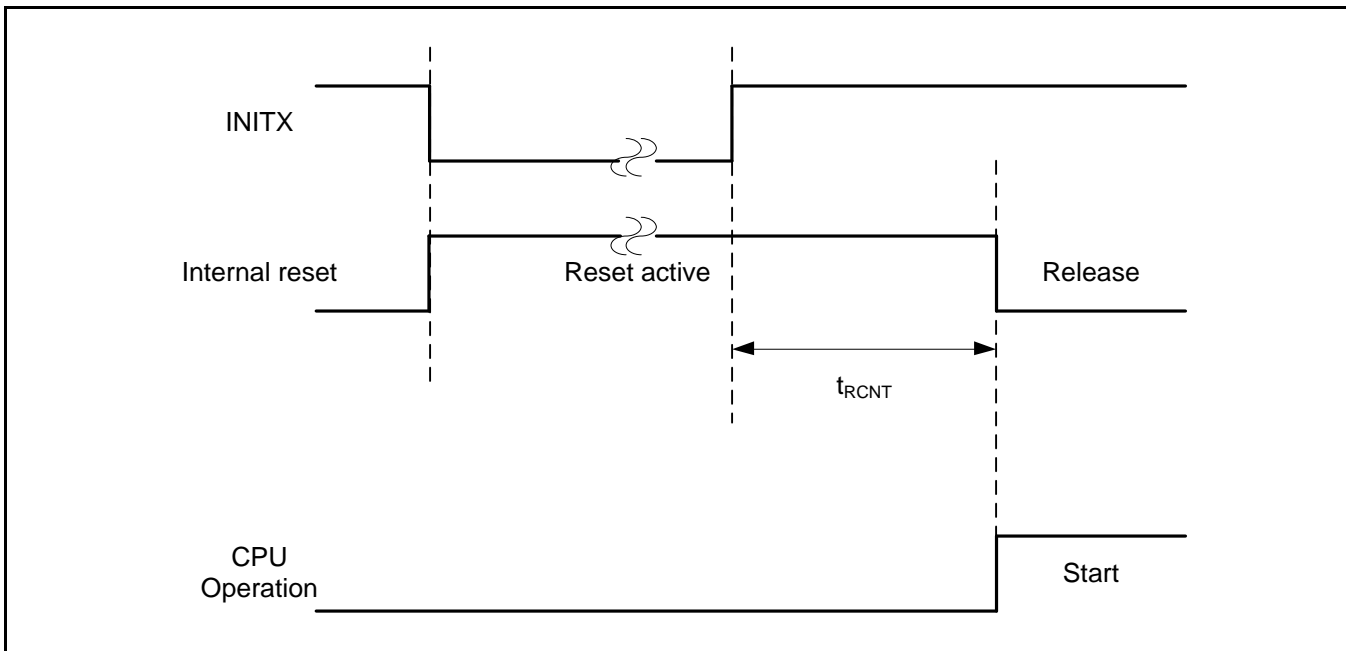 INITX
Internal reset
Reset active
Release
tRCNT
CPU
Operation
Start